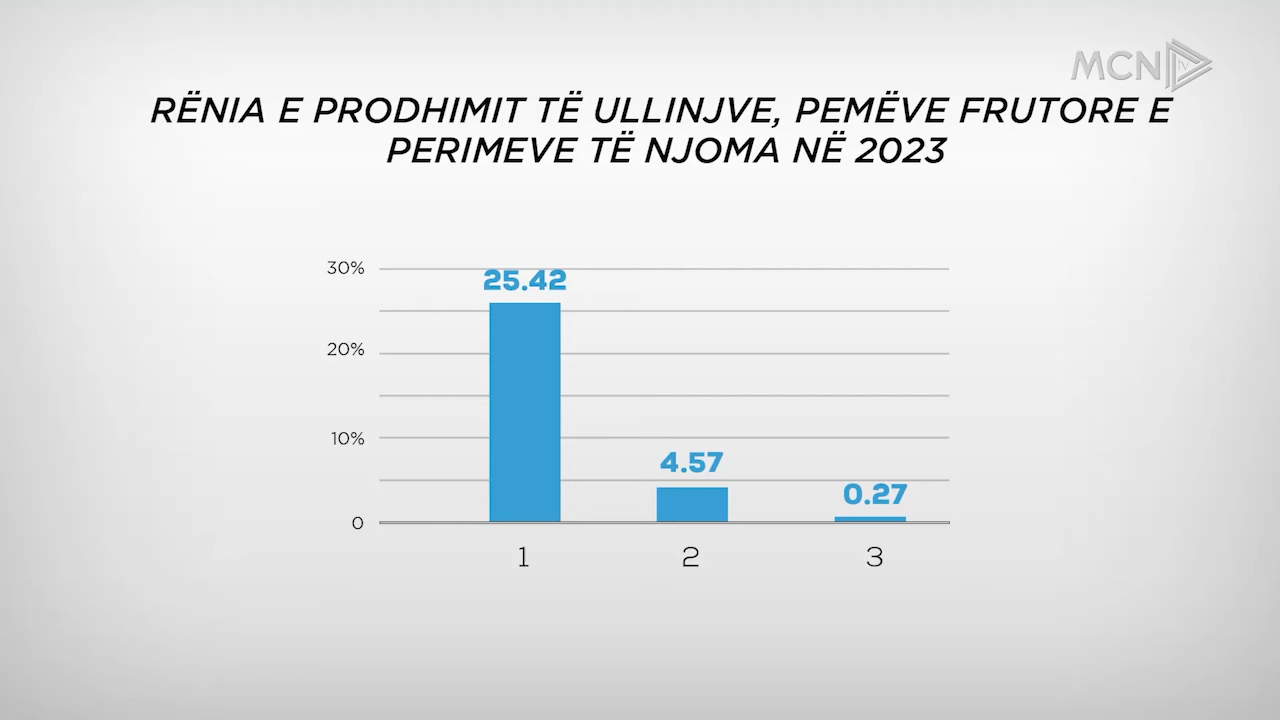 MCN TV
RËNIA E PRODHIMIT TË ULLINJVE, PEMËVE FRUTORE E
PERIMEVE TË NJOMA NË 2023
30%
25.42
20%
10%
4.57
0.27
0
1 2 3